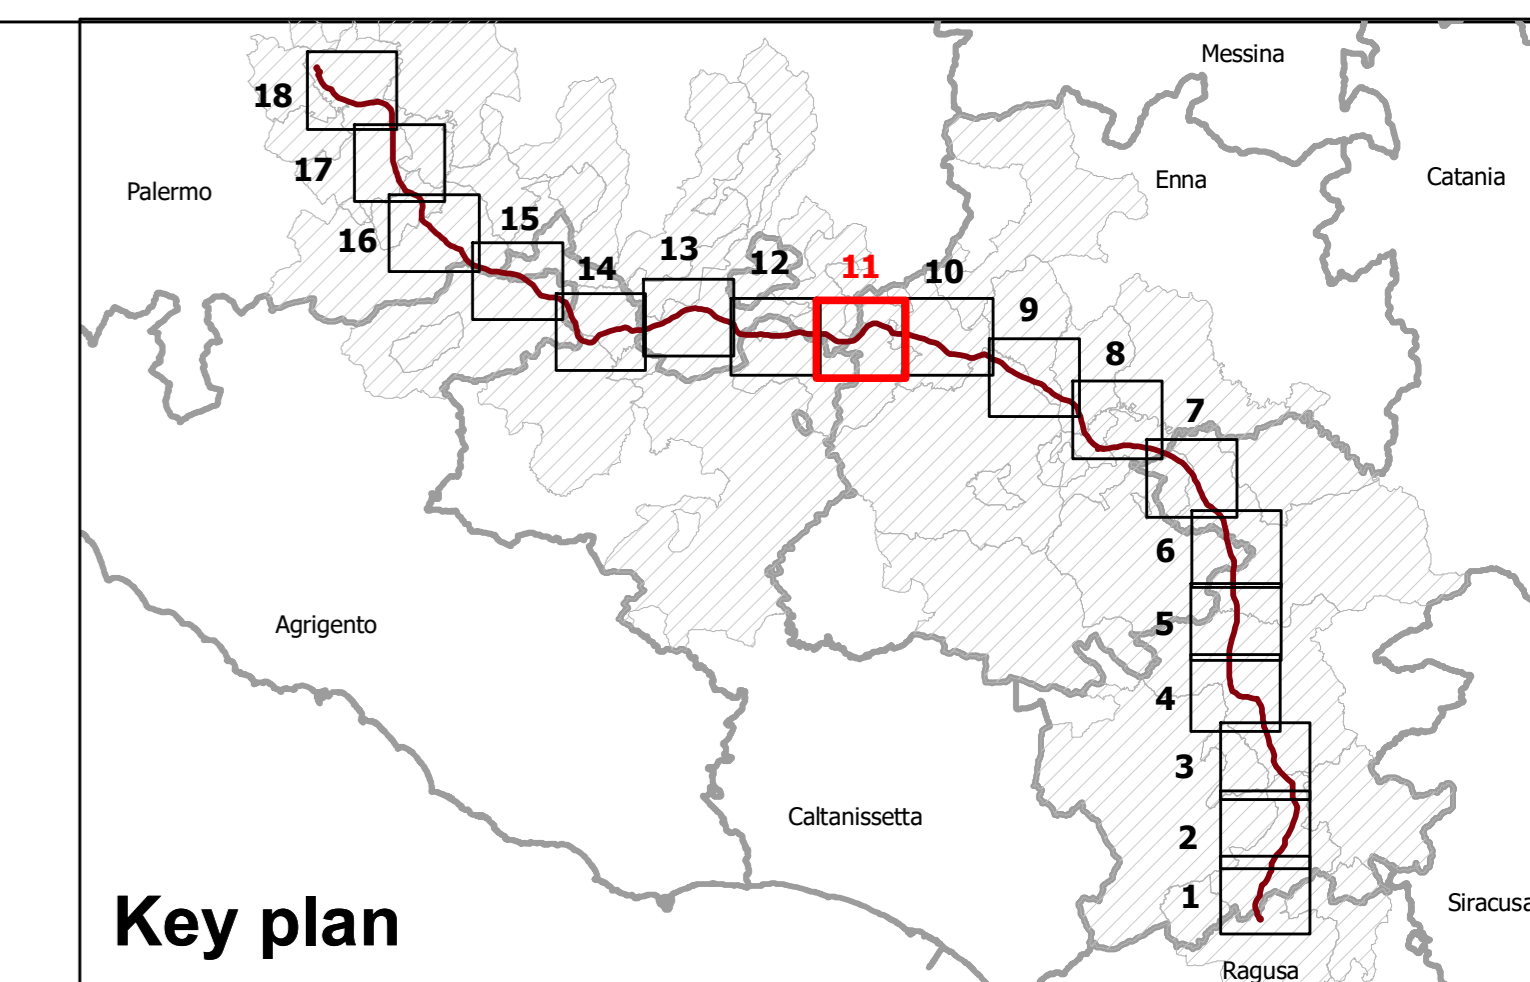 Messina
18
17
Palermo
Enna
Catania
15
16
13
12
14
11
10
9
8
7
6
5
Agrigento
4
3
Caltanissetta
2
1
Siracusa
Key plan
Ragusa